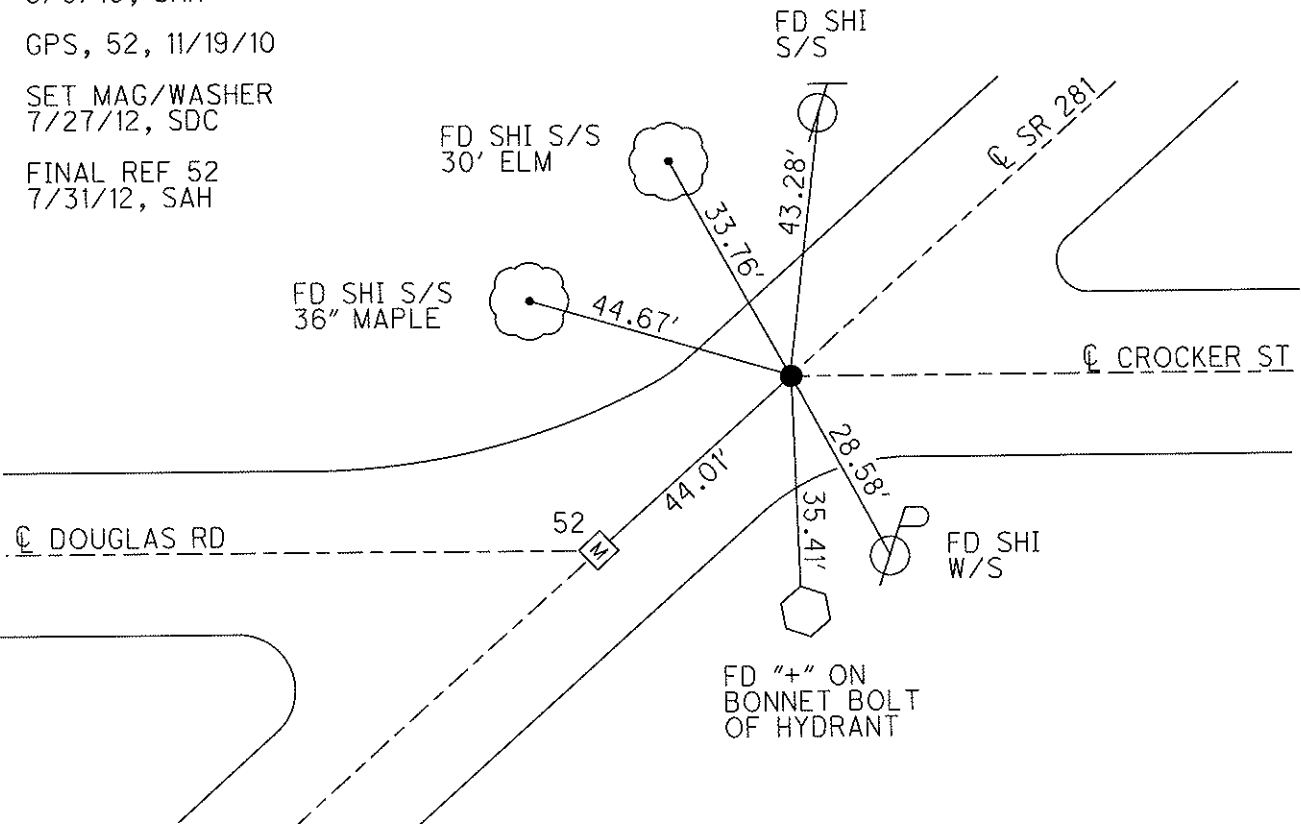 GPS, 52, 11/19/10
SET MAG/WASHER
7/27/12, SDC
FINAL REF 52
7/31/12, SAH
FD SHI
S/S
FD SHI S/S
30' ELM
FD SHI S/S
36" MAPLE
43.28'
33.76'
44.67'
℄ SR 281
℄ CROCKER ST
44.01'
28.58'
35.41'
℄ DOUGLAS RD
52
M
FD SHI
W/S
FD "+" ON
BONNET BOLT
OF HYDRANT